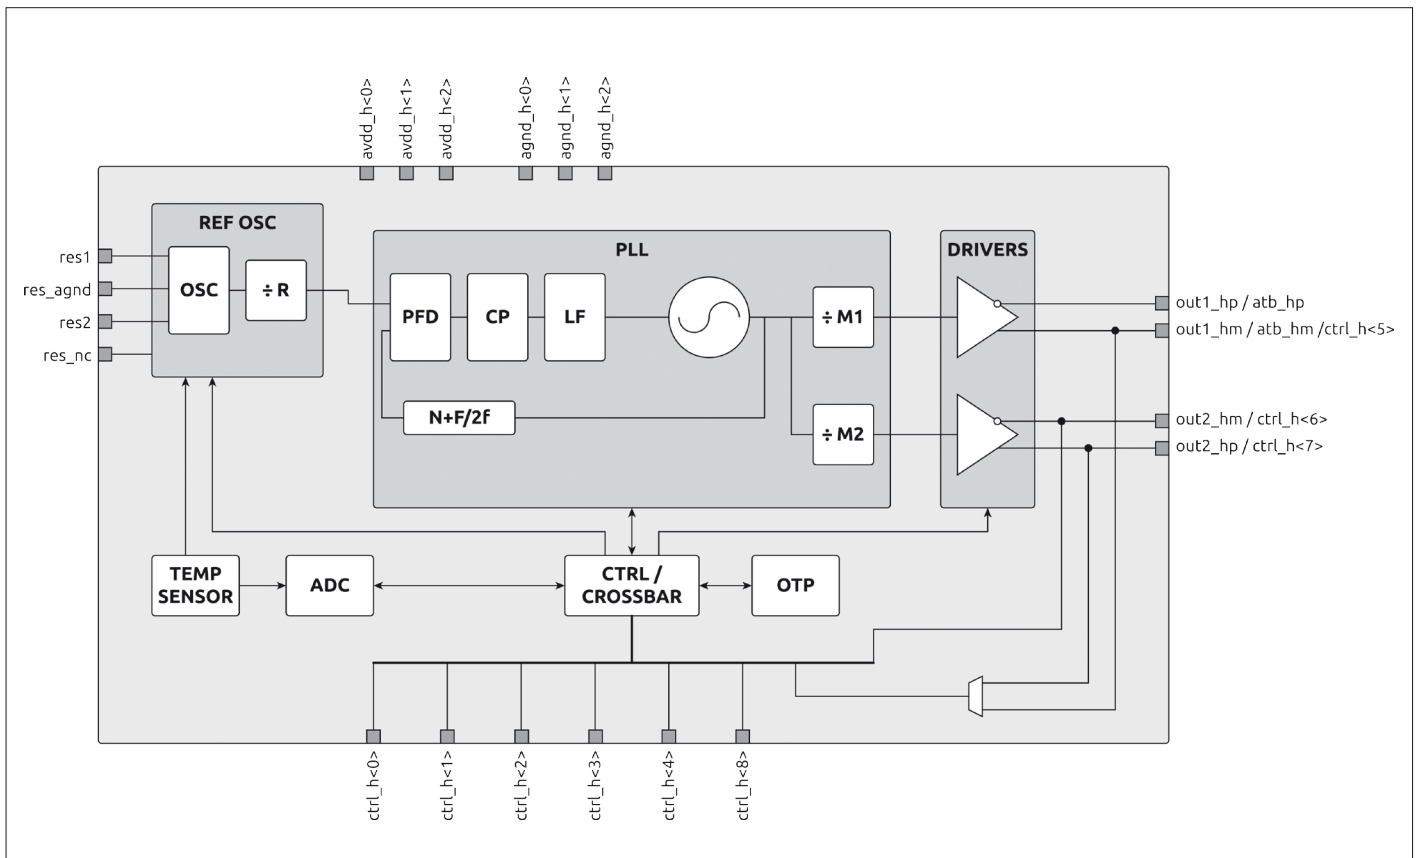 avdd_h<0>
avdd_h<1>
avdd_h<2>
agnd_h<0>
agnd_h<1>
agnd_h<2>
REF OSC
res1
res_agnd
res2
res_nc
OSC
÷ R
PLL
PFD
CP
LF
÷ M1
N+F/2f
÷ M2
DRIVERS
out1_hp / atb_hp
out1_hm / atb_hm /ctrl_h<5>
out2_hm / ctrl_h<6>
out2_hp / ctrl_h<7>
TEMP
SENSOR
ADC
CTRL /
CROSSBAR
OTP
ctrl_h<0>
ctrl_h<1>
ctrl_h<2>
ctrl_h<3>
ctrl_h<4>
ctrl_h<8>